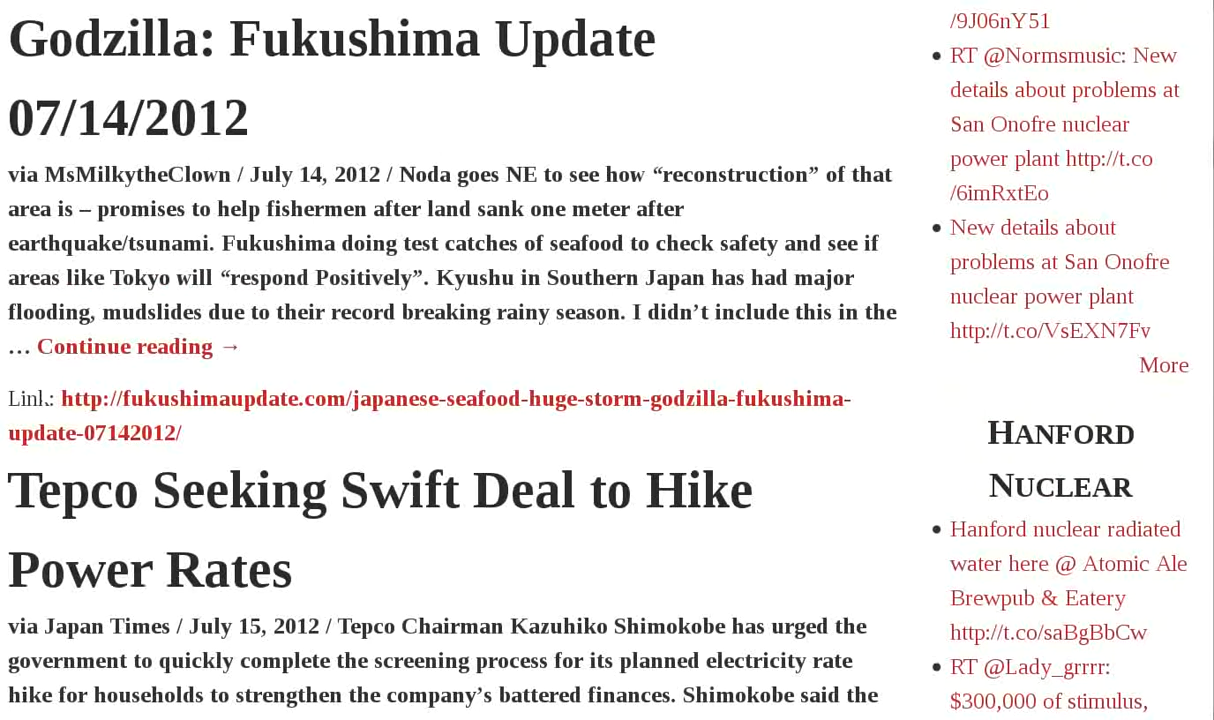 Godzilla: Fukushima Update
07/14/2012
via MsMilkytheClown / July 14, 2012 / Noda goes NE to see how “reconstruction” of that
area is – promises to help fishermen after land sank one meter after
earthquake/tsunami. Fukushima doing test catches of seafood to check safety and see if
areas like Tokyo will “respond Positively”. Kyushu in Southern Japan has had major
flooding, mudslides due to their record breaking rainy season. I didn’t include this in the
… Continue reading →
Link: http://fukushimaupdate.com/japanese-seafood-huge-storm-godzilla-fukushima-
update-07142012/
Tepco Seeking Swift Deal to Hike
Power Rates
via Japan Times / July 15, 2012 / Tepco Chairman Kazuhiko Shimokobe has urged the
government to quickly complete the screening process for its planned electricity rate
hike for households to strengthen the company’s battered finances. Shimokobe said the
/9J06nY51
• RT @Normsmusic: New
details about problems at
San Onofre nuclear
power plant http://t.co
/6imRxtEo
• New details about
problems at San Onofre
nuclear power plant
http://t.co/VsEXN7Fv
More
HANFORD
NUCLEAR
• Hanford nuclear radiated
water here @ Atomic Ale
Brewpub & Eatery
http://t.co/saBgBbCw
• RT @Lady_grrrr:
$300,000 of stimulus,